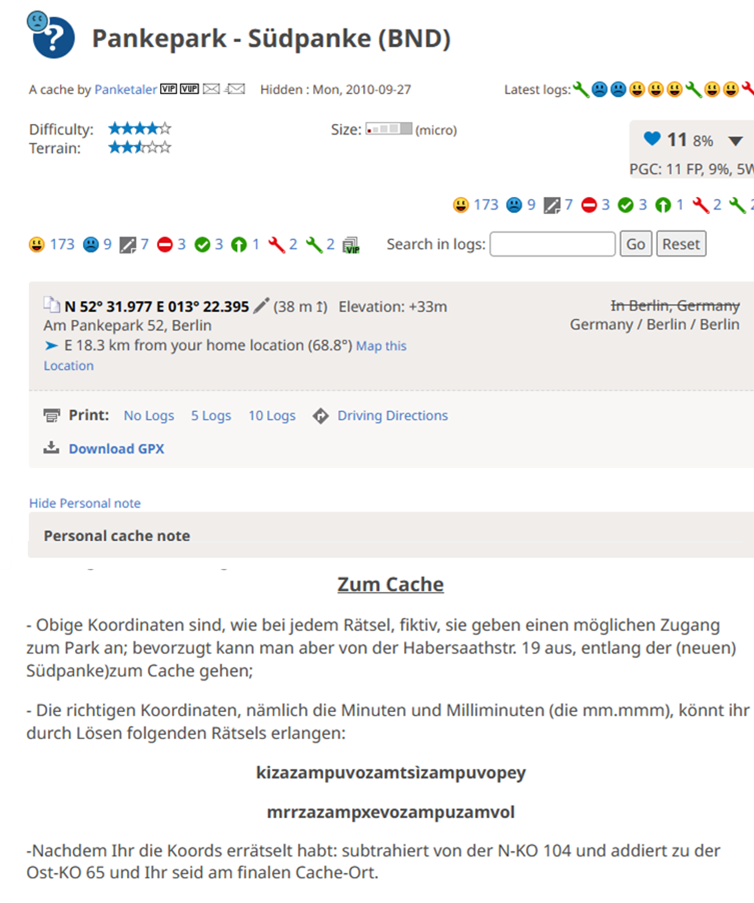 Pankepark - Südpanke (BND)
A cache by Panketaler VIP VUP Hidden : Mon, 2010-09-27 Latest logs:
Difficulty: Size: (micro) 11 8%
Terrain:
PGC: 11 FP, 9%, 5W
173 9 7 3 3 1 2 2
173 9 7 3 3 1 2 2 VIP Search in logs: Go Reset
N 52° 31.977 E 013° 22.395 (38 m ↕) Elevation: +33m In Berlin, Germany
Am Pankepark 52, Berlin Germany / Berlin / Berlin
E 18.3 km from your home location (68.8°) Map this
Location
Print: No Logs 5 Logs 10 Logs Driving Directions
Download GPX
Hide Personal note
Personal cache note
Zum Cache
- Obige Koordinaten sind, wie bei jedem Rätsel, fiktiv, sie geben einen möglichen Zugang
zum Park an; bevorzugt kann man aber von der Habersaathstr. 19 aus, entlang der (neuen)
Südpanke)zum Cache gehen;
- Die richtigen Koordinaten, nämlich die Minuten und Milliminuten (die mm.mmm), könnt ihr
durch Lösen folgenden Rätsels erlangen:
kizazampuvozamtsìzampuvopey
mrrzazampxevozampuzamvol
-Nachdem Ihr die Koords errätselt habt: subtrahiert von der N-KO 104 und addiert zu der
Ost-KO 65 und Ihr seid am finalen Cache-Ort.